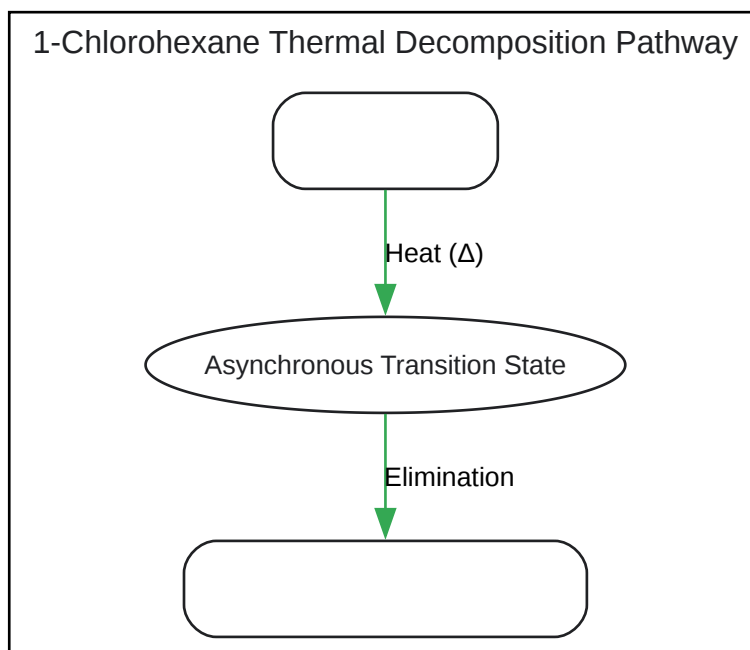 1-Chlorohexane Thermal Decomposition Pathway
Heat (Δ)
Asynchronous Transition State
Elimination